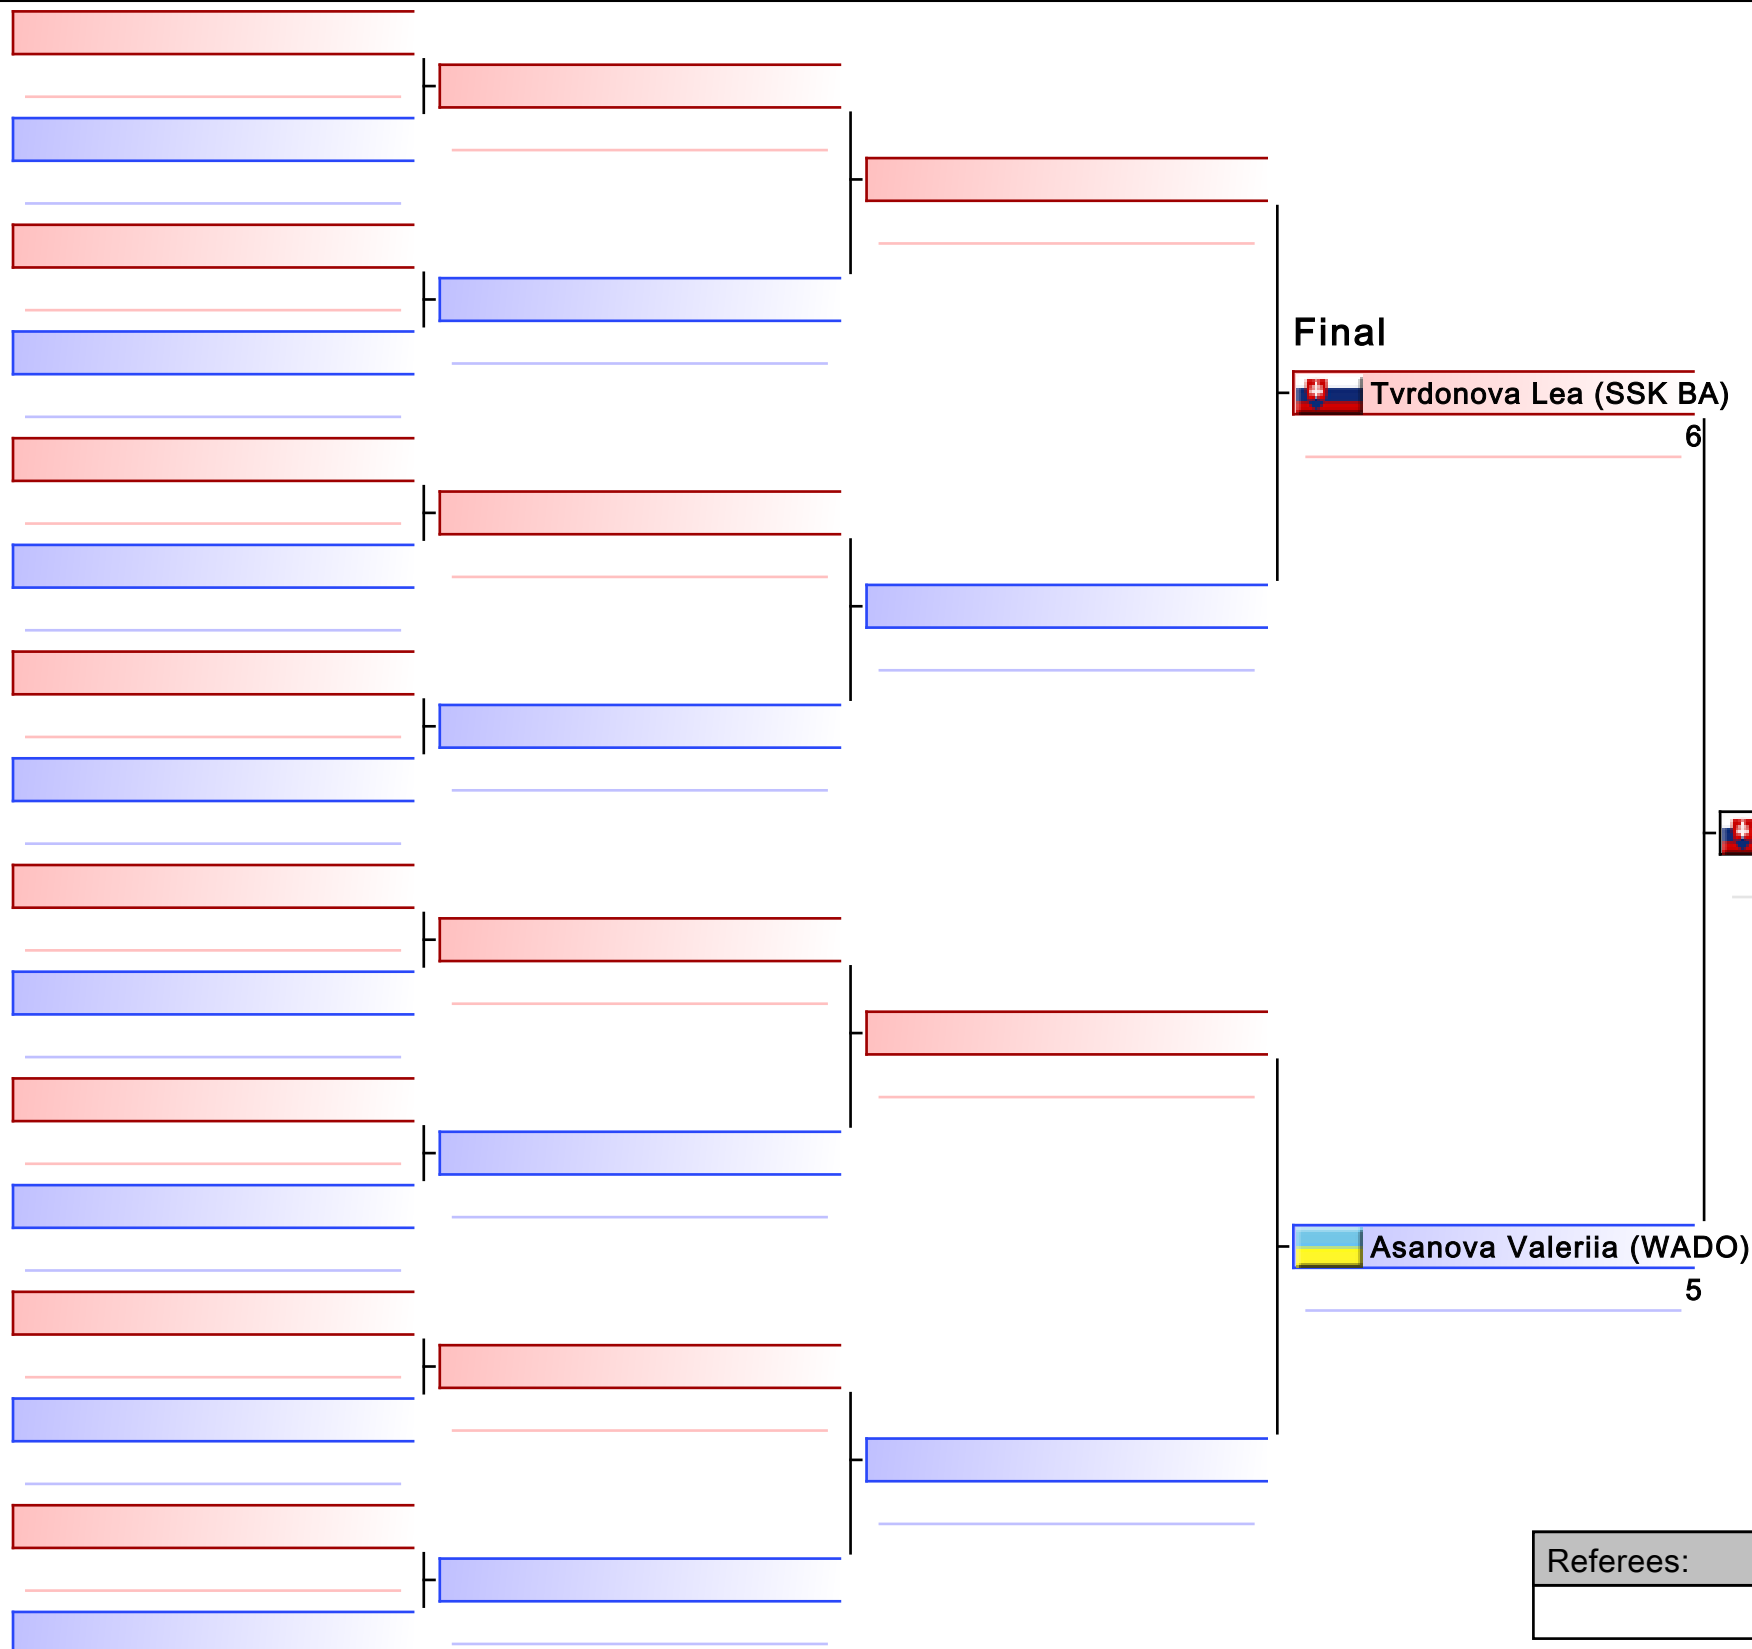 Final
Tvrdonova Lea (SSK BA)
6
Asanova Valeriia (WADO)
5
Referees: